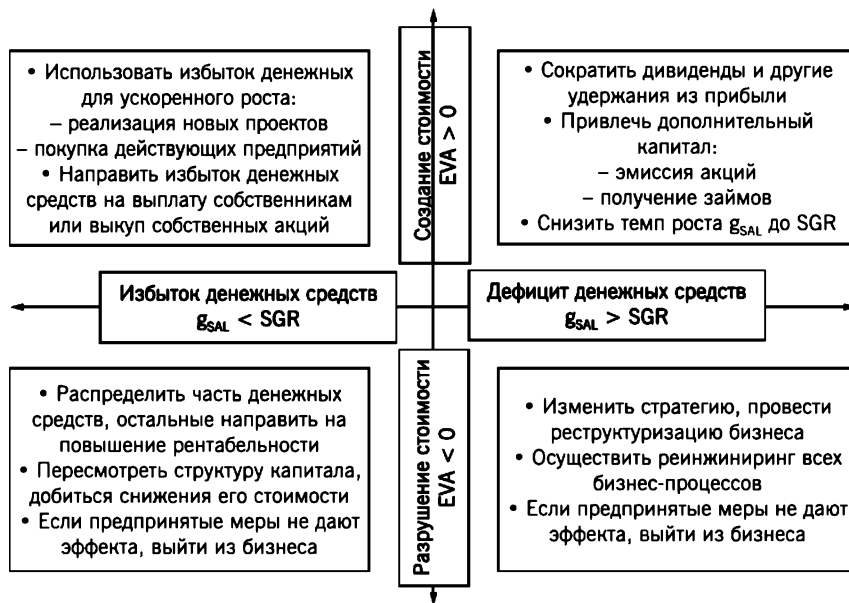 • Использовать избыток денежных
для ускоренного роста:
– реализация новых проектов
– покупка действующих предприятий
• Направить избыток денежных
средств на выплату собственникам
или выкуп собственных акций
Создание стоимости
EVA > 0
• Сократить дивиденды и другие
удержания из прибыли
• Привлечь дополнительный
капитал:
– эмиссия акций
– получение займов
• Снизить темп роста gSAL до SGR
Избыток денежных средств
gSAL < SGR
Дефицит денежных средств
gSAL > SGR
• Распределить часть денежных
средств, остальные направить на
повышение рентабельности
• Пересмотреть структуру капитала,
добиться снижения его стоимости
• Если предпринятые меры не дают
эффекта, выйти из бизнеса
Разрушение стоимости
EVA < 0
• Изменить стратегию, провести
реструктуризацию бизнеса
• Осуществить реинжиниринг всех
бизнес-процессов
• Если предпринятые меры не дают
эффекта, выйти из бизнеса